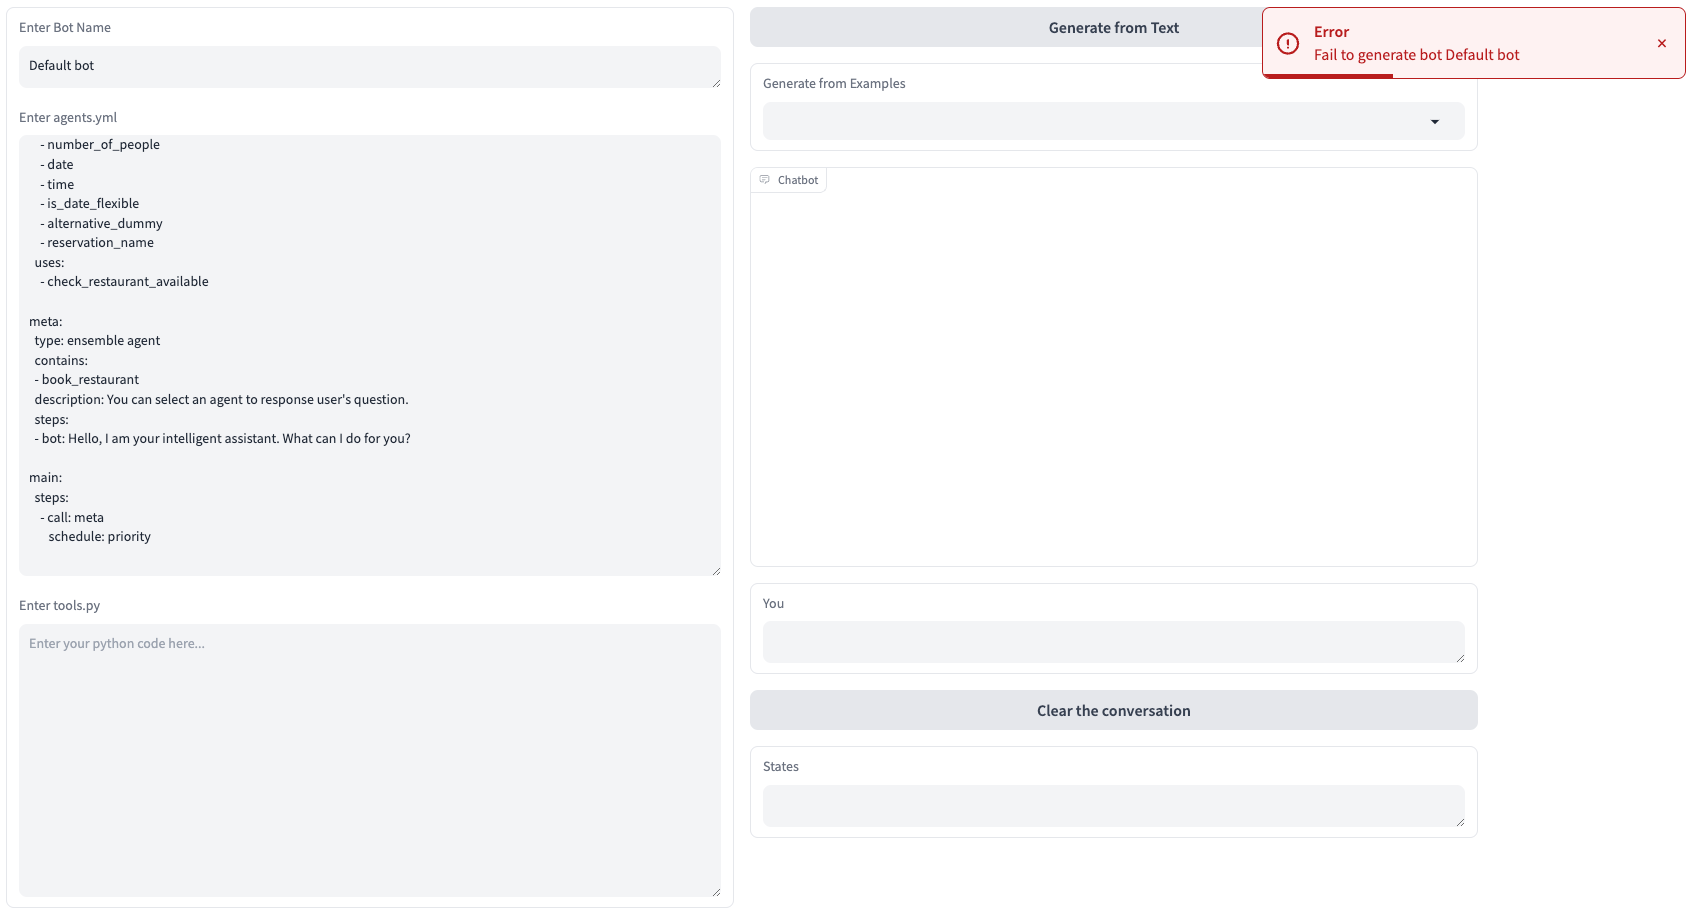 Enter Bot Name
Default bot
Enter agents.yml
- number_of_people
- date
- time
- is_date_flexible
- alternative_dummy
- reservation_name
uses:
- check_restaurant_available
meta:
type: ensemble agent
contains:
- book_restaurant
description: You can select an agent to response user's question.
steps:
- bot: Hello, I am your intelligent assistant. What can I do for you?
main:
steps:
- call: meta
schedule: priority
Enter tools.py
Enter your python code here...
Generate from Text
Error
Fail to generate bot Default bot
Generate from Examples
Chatbot
You
Clear the conversation
States